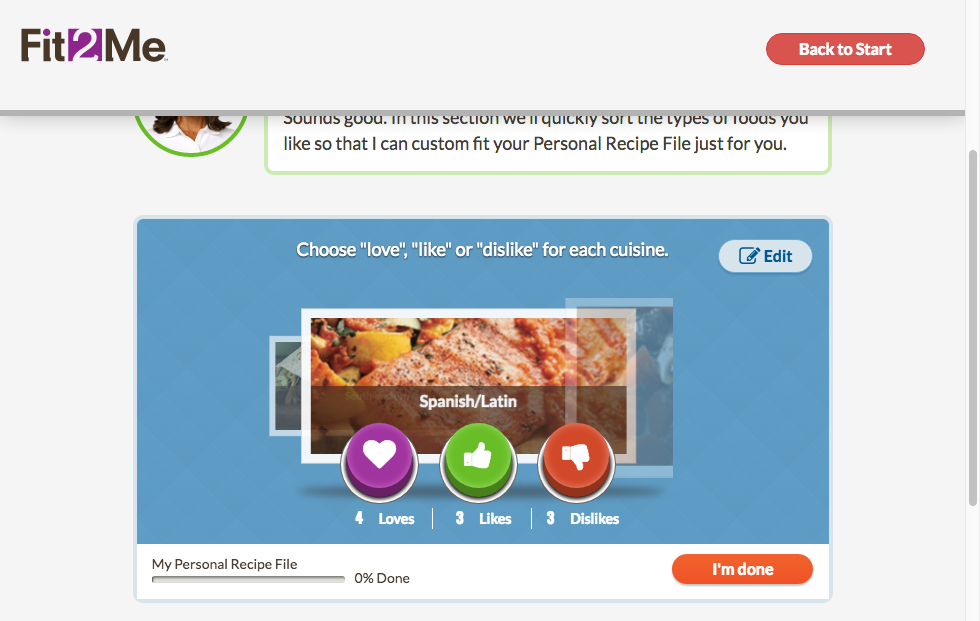 Fit2Me
Back to Start
Sounds good. In this section we'll quickly sort the types of foods you
like so that I can custom fit your Personal Recipe File just for you.
Choose "love", "like" or "dislike" for each cuisine.
Edit
Spanish/Latin
4 Loves
3 Likes
3 Dislikes
My Personal Recipe File
0% Done
I'm done